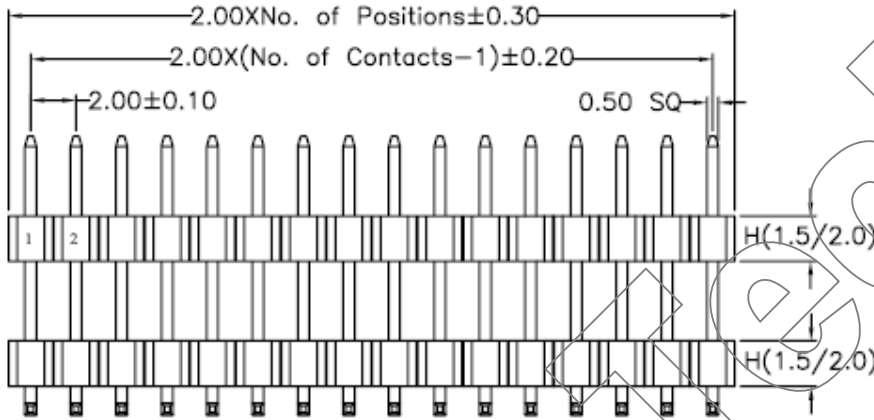 2.00XNo. of Positions±0.30
2.00X(No. of Contacts-1)±0.20
2.00±0.10
0.50 SQ
1
2
H(1.5/2.0)
H(1.5/2.0)